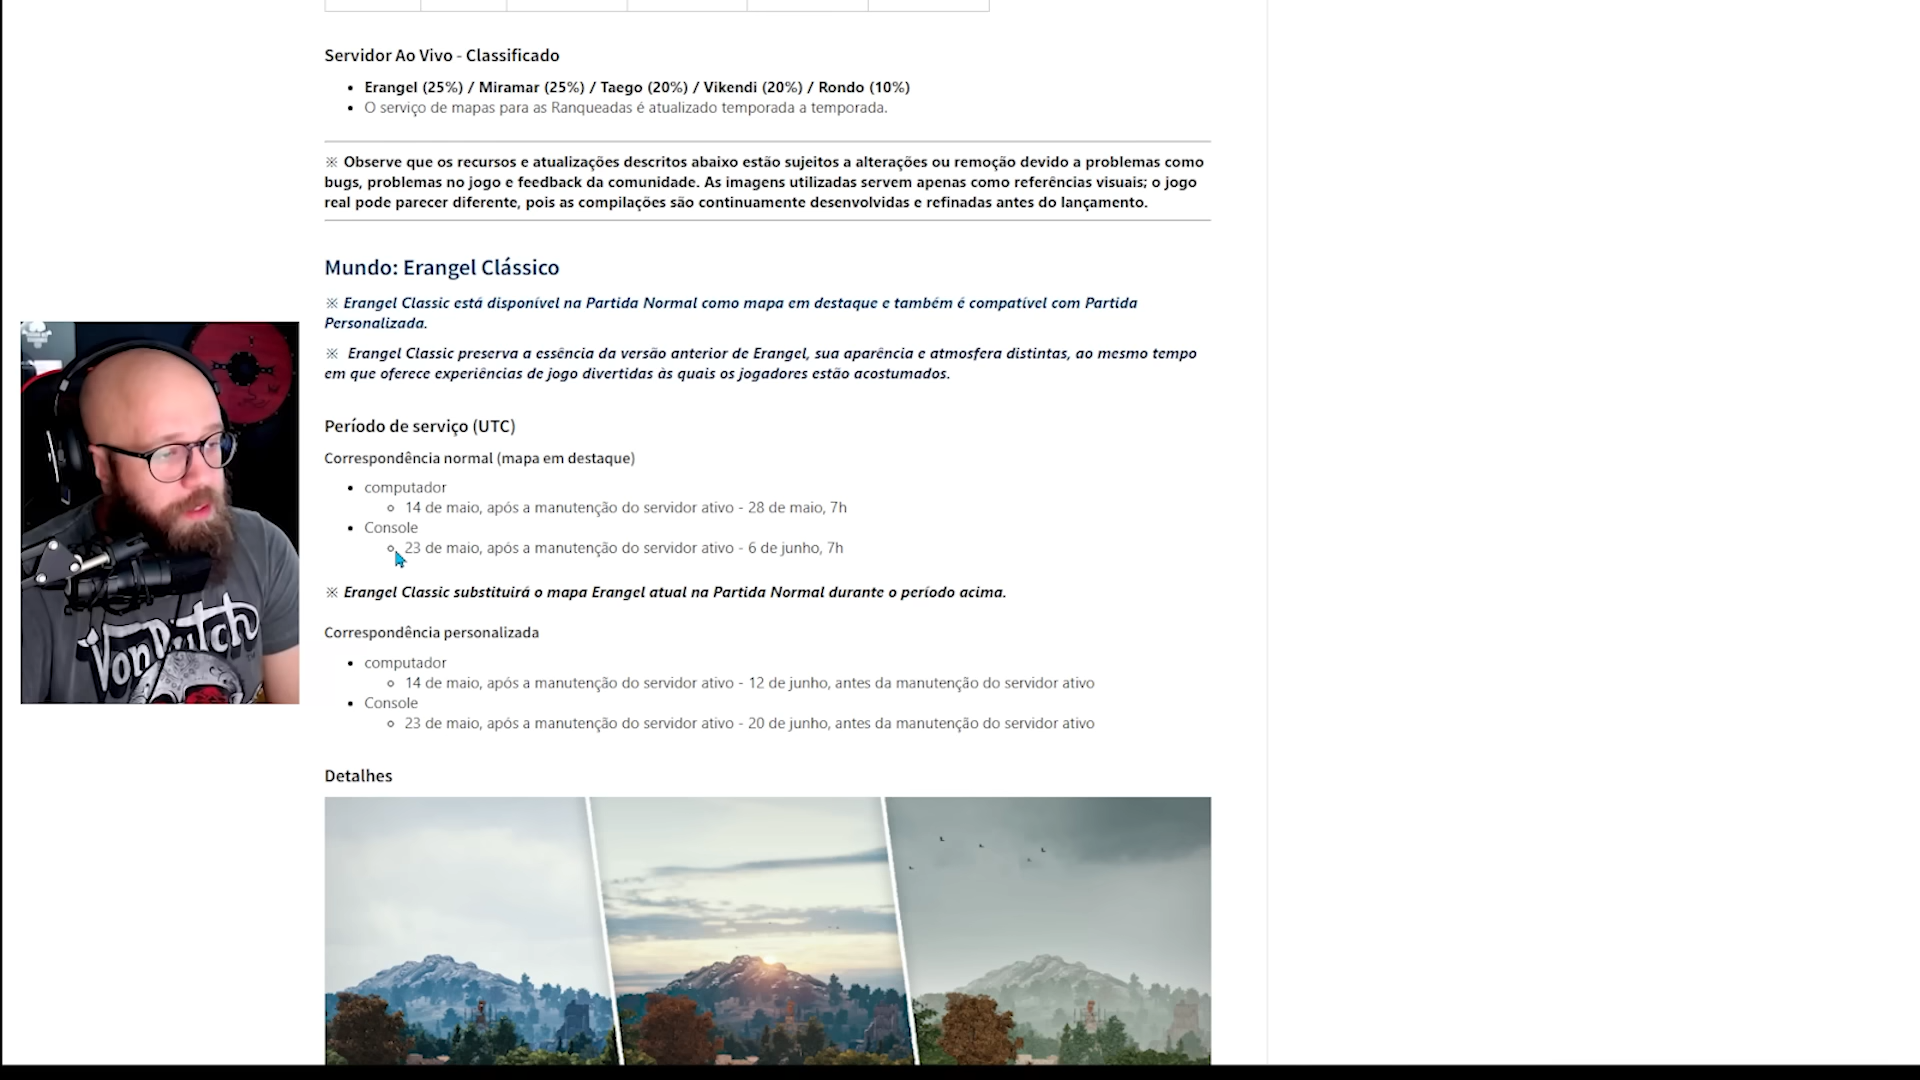 Servidor Ao Vivo - Classificado
• Erangel (25%) / Miramar (25%) / Taego (20%) / Vikendi (20%) / Rondo (10%)
• O serviço de mapas para as Ranqueadas é atualizado temporada a temporada.
※ Observe que os recursos e atualizações descritos abaixo estão sujeitos a alterações ou remoção devido a problemas como
bugs, problemas no jogo e feedback da comunidade. As imagens utilizadas servem apenas como referências visuais; o jogo
real pode parecer diferente, pois as compilações são continuamente desenvolvidas e refinadas antes do lançamento.
Mundo: Erangel Clássico
※ Erangel Classic está disponível na Partida Normal como mapa em destaque e também é compatível com Partida
Personalizada.
※ Erangel Classic preserva a essência da versão anterior de Erangel, sua aparência e atmosfera distintas, ao mesmo tempo
em que oferece experiências de jogo divertidas às quais os jogadores estão acostumados.
Período de serviço (UTC)
Correspondência normal (mapa em destaque)
• computador
○ 14 de maio, após a manutenção do servidor ativo - 28 de maio, 7h
• Console
○ 23 de maio, após a manutenção do servidor ativo - 6 de junho, 7h
※ Erangel Classic substituirá o mapa Erangel atual na Partida Normal durante o período acima.
Correspondência personalizada
• computador
○ 14 de maio, após a manutenção do servidor ativo - 12 de junho, antes da manutenção do servidor ativo
• Console
○ 23 de maio, após a manutenção do servidor ativo - 20 de junho, antes da manutenção do servidor ativo
Detalhes
Von Dutch